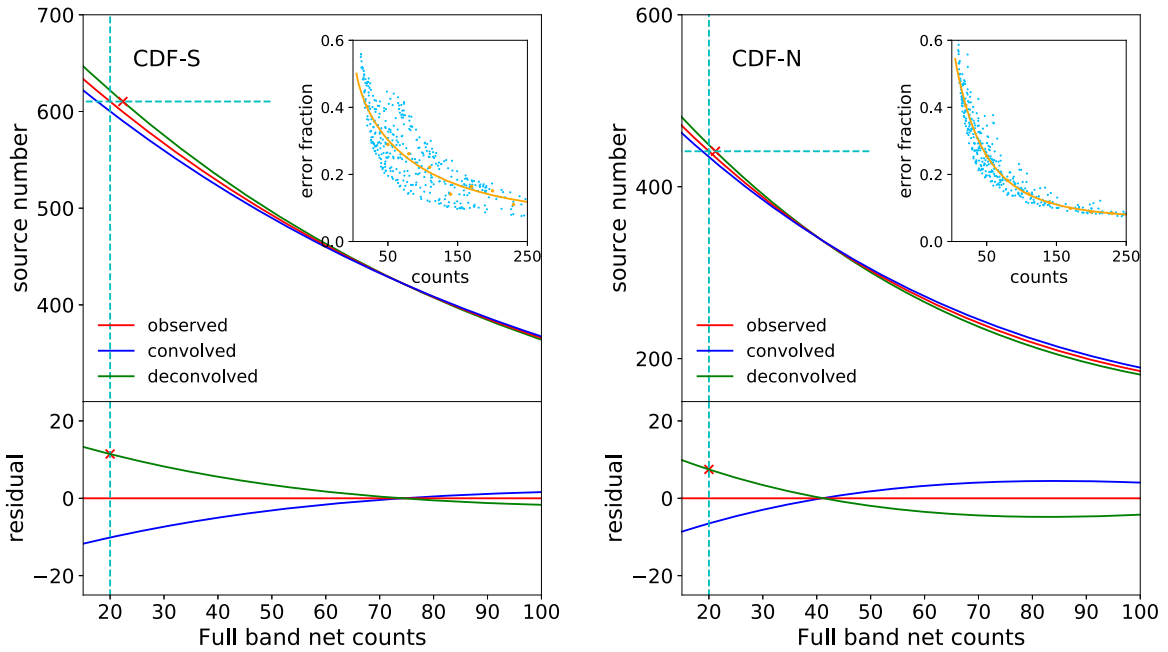 700
600
500
400
source number
CDF-S
0.6
0.4
0.2
0.0
error fraction
50
150
250
counts
observed
convolved
deconvolved
20
0
−20
residual
20 30 40 50 60 70 80 90 100
Full band net counts
600
400
200
source number
CDF-N
0.6
0.4
0.2
0.0
error fraction
50
150
250
counts
observed
convolved
deconvolved
20
0
−20
residual
20 30 40 50 60 70 80 90 100
Full band net counts